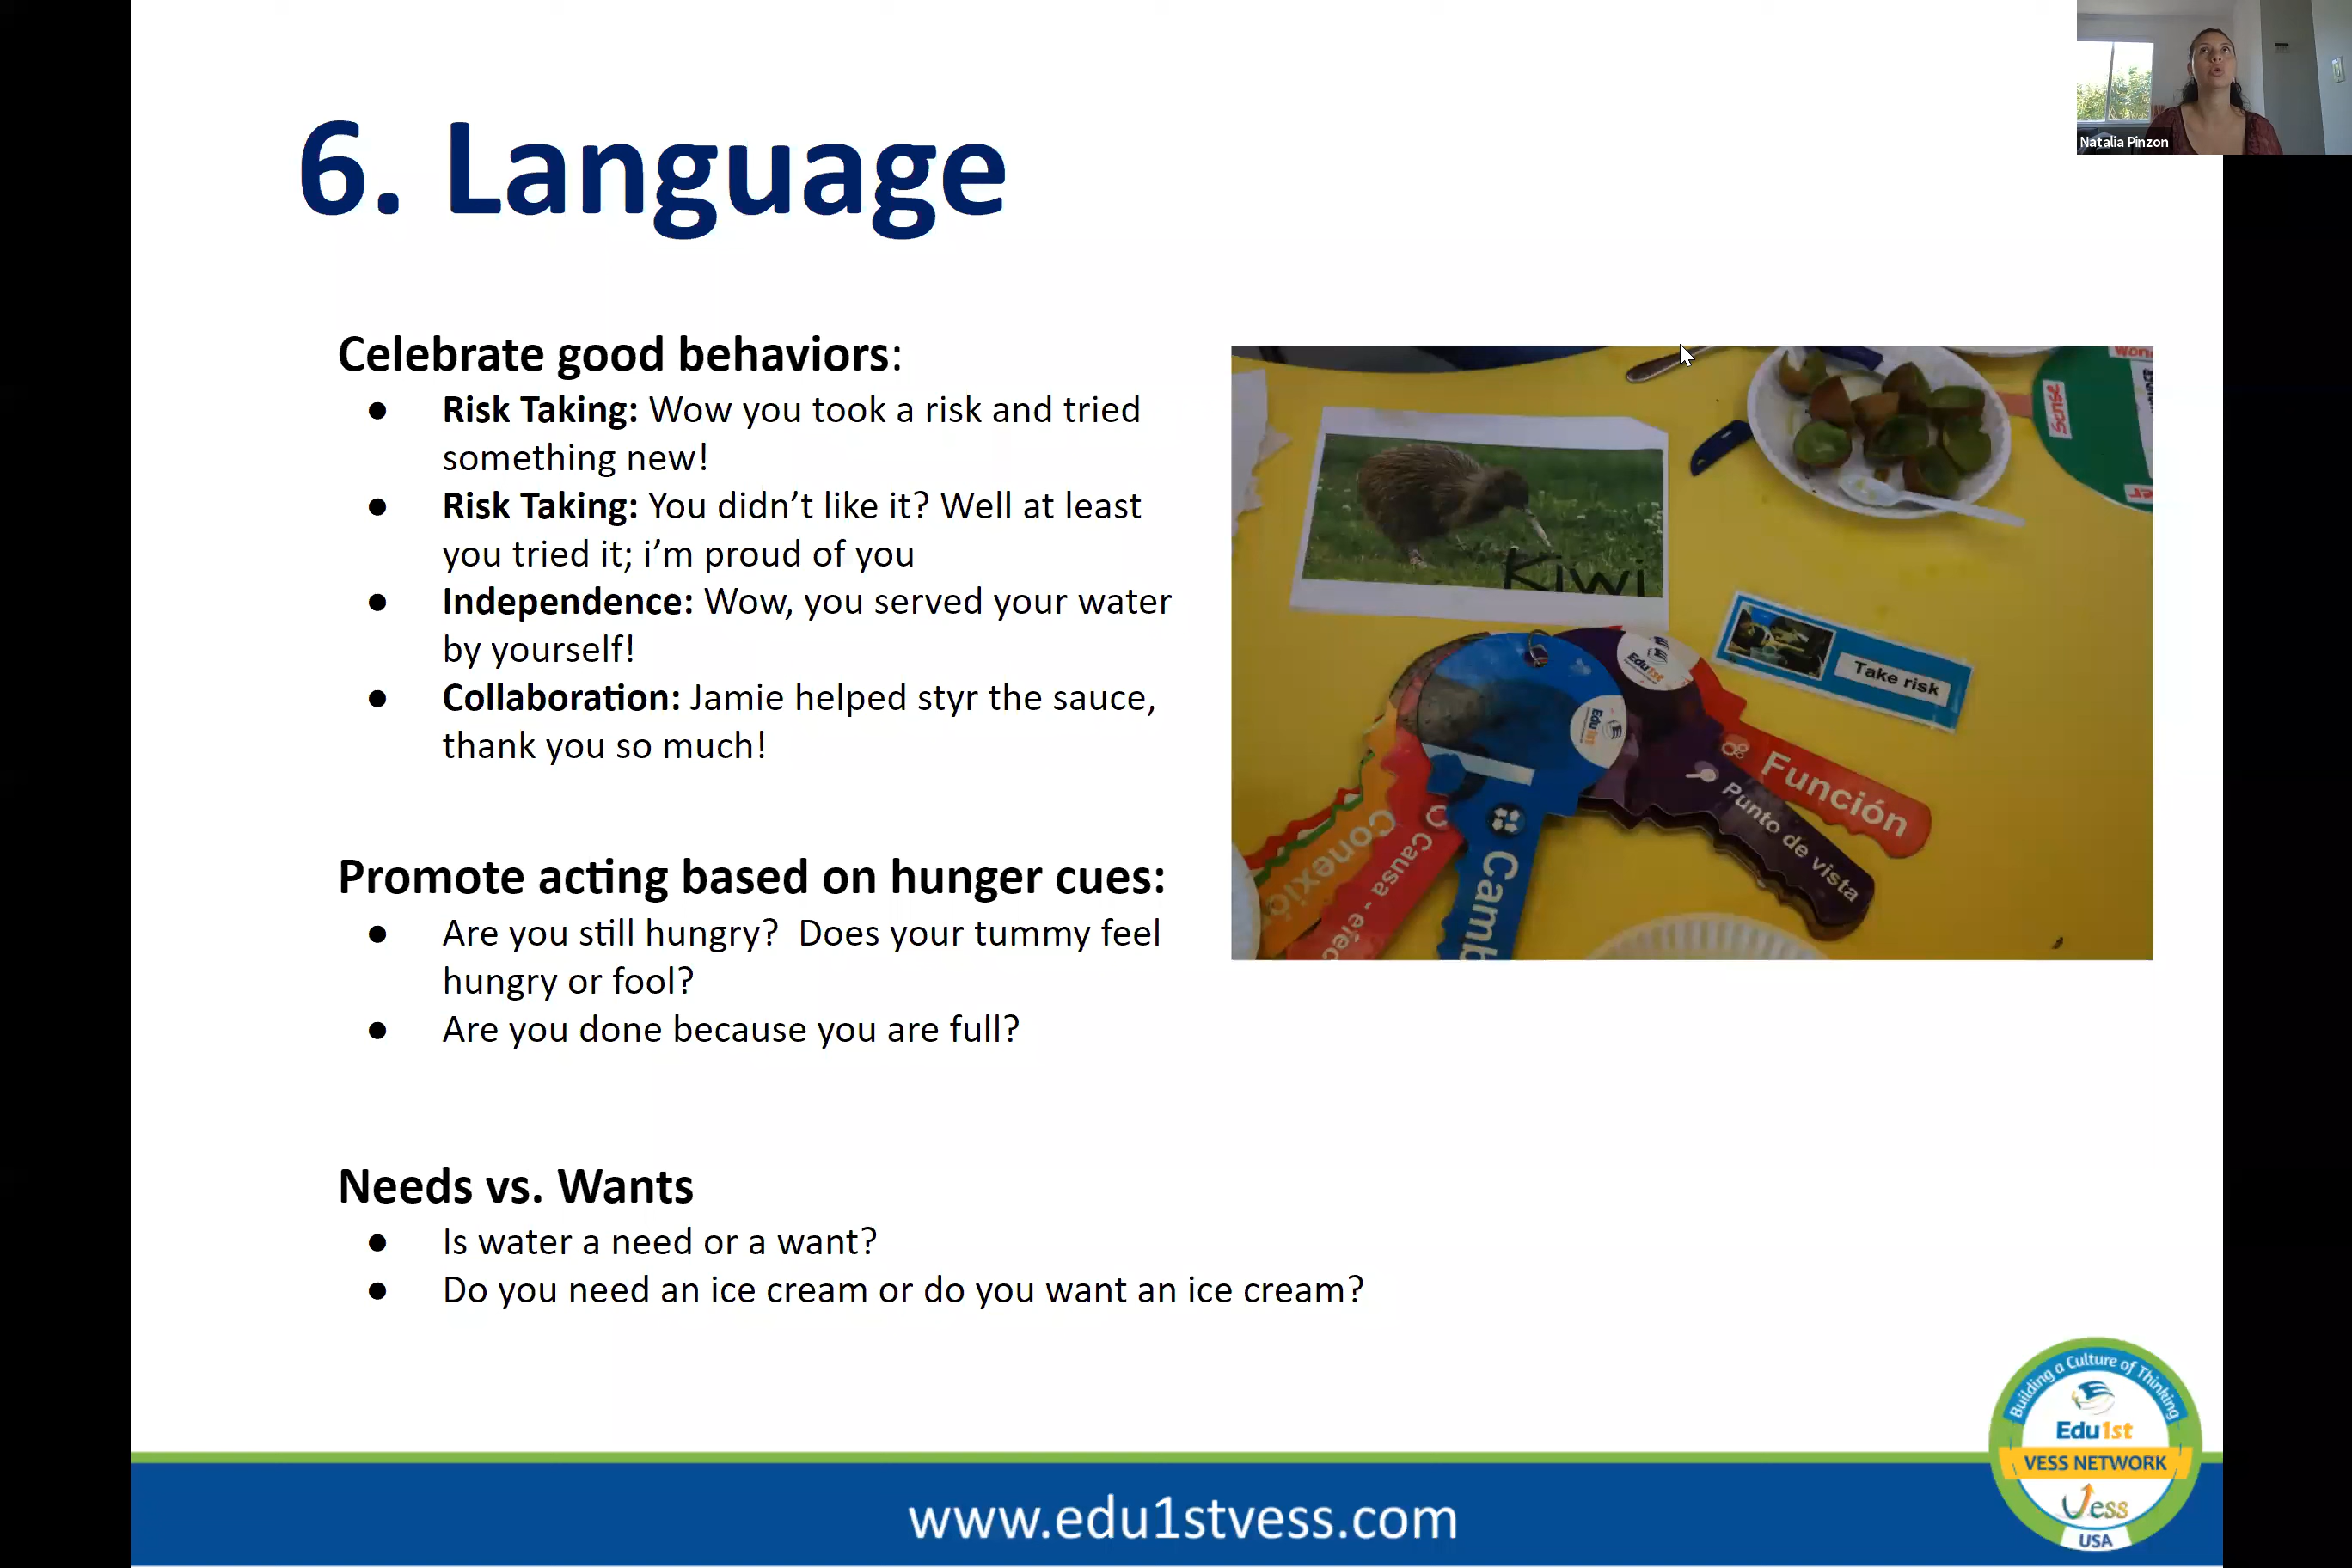 Natalia Pinzon
6. Language
Celebrate good behaviors:
● Risk Taking: Wow you took a risk and tried
something new!
● Risk Taking: You didn’t like it? Well at least
you tried it; i’m proud of you
● Independence: Wow, you served your water
by yourself!
● Collaboration: Jamie helped styr the sauce,
thank you so much!
Promote acting based on hunger cues:
● Are you still hungry?  Does your tummy feel
hungry or fool?
● Are you done because you are full?
Needs vs. Wants
● Is water a need or a want?
● Do you need an ice cream or do you want an ice cream?
Sense
Kiwi
Take risk
Edu1st
Edu1st
Función
Punto de vista
Camb
Causa - efec
Conexión
Building a Culture of Thinking
Edu1st
VESS NETWORK
Vess
USA
www.edu1stvess.com